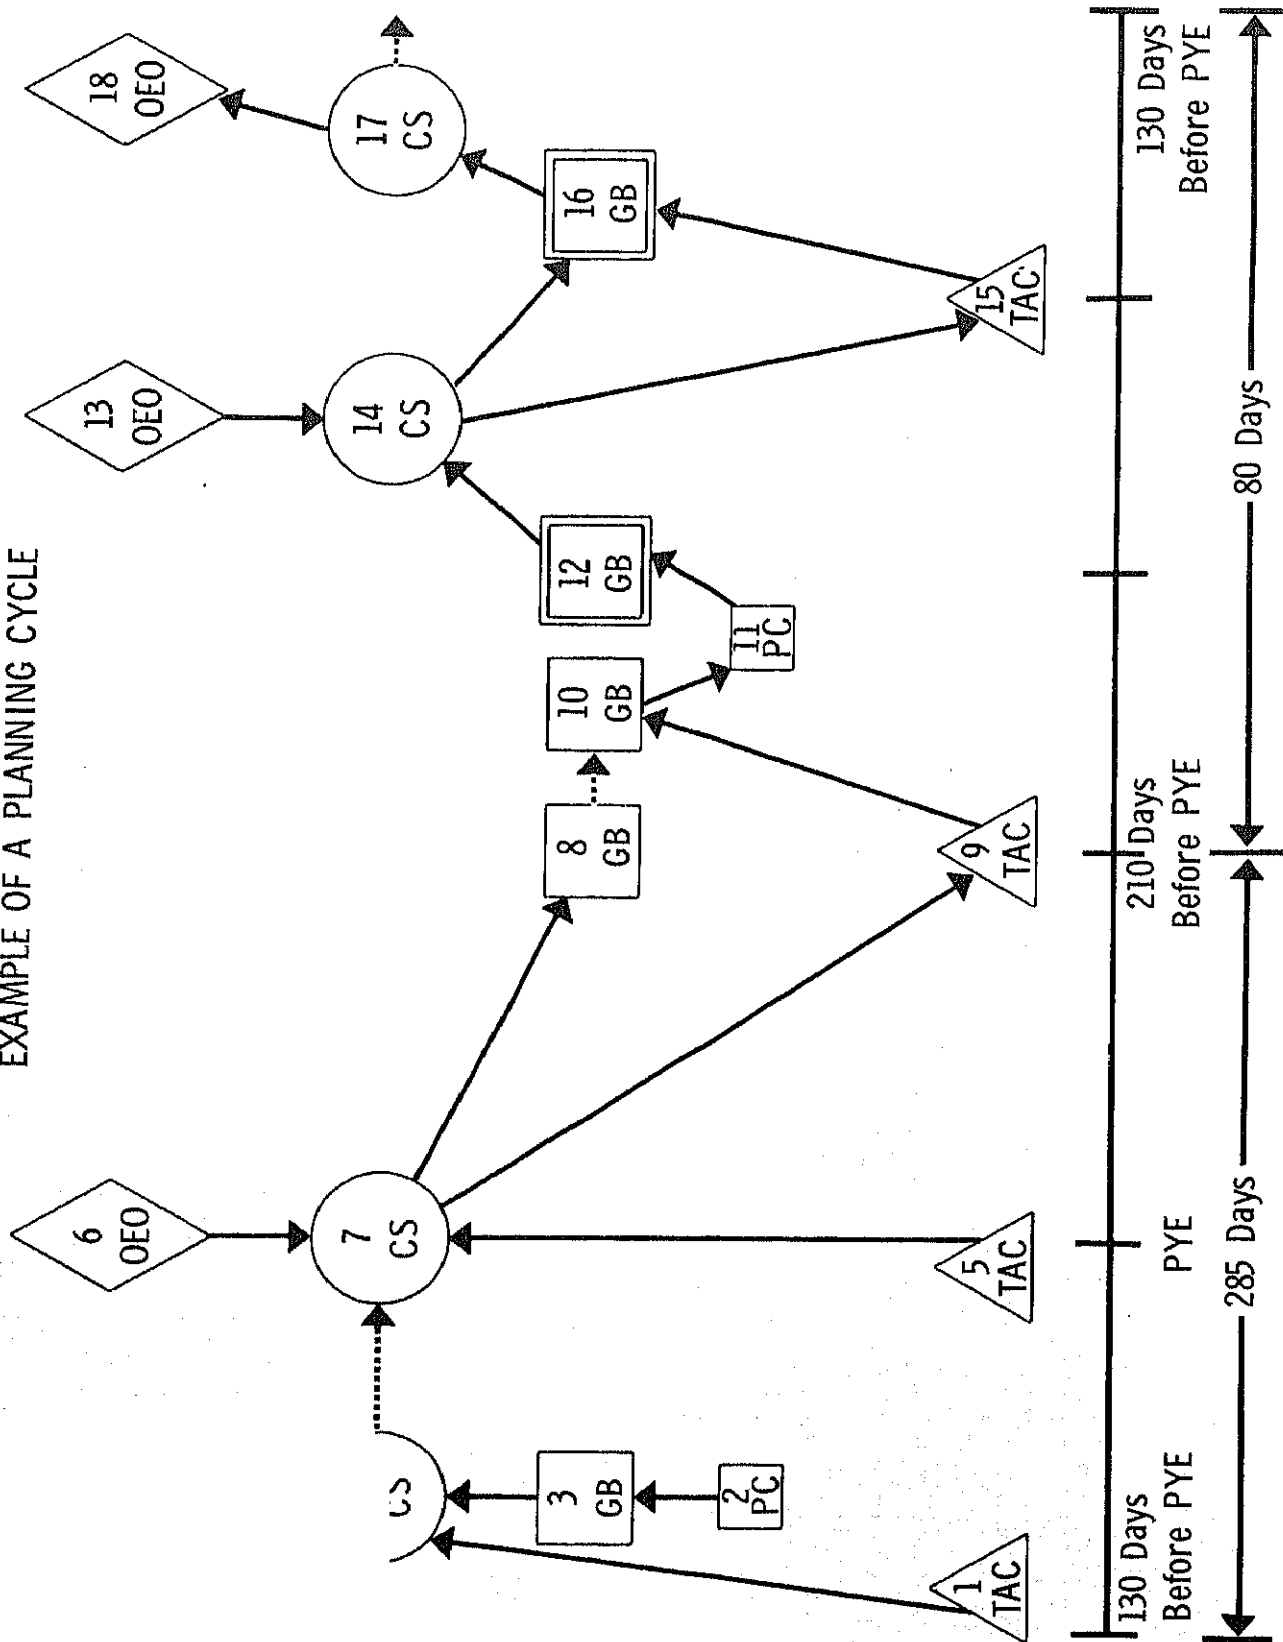 EXAMPLE OF A PLANNING CYCLE
1
TAC
2
PC
3
GB
CS
5
TAC
6
OEO
7
CS
8
GB
9
TAC
10
GB
11
PC
12
GB
13
OEO
14
CS
15
TAC
16
GB
17
CS
18
OEO
130 Days
Before PYE
PYE
210 Days
Before PYE
130 Days
Before PYE
285 Days
80 Days